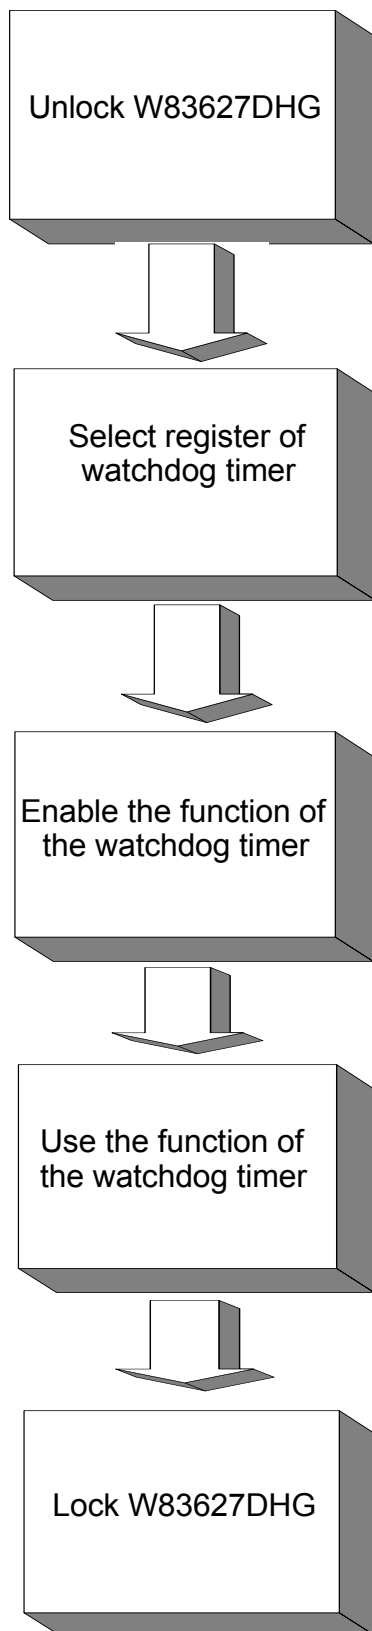 Unlock W83627DHG
Select register of
watchdog timer
Enable the function of
the watchdog timer
Use the function of
the watchdog timer
Lock W83627DHG